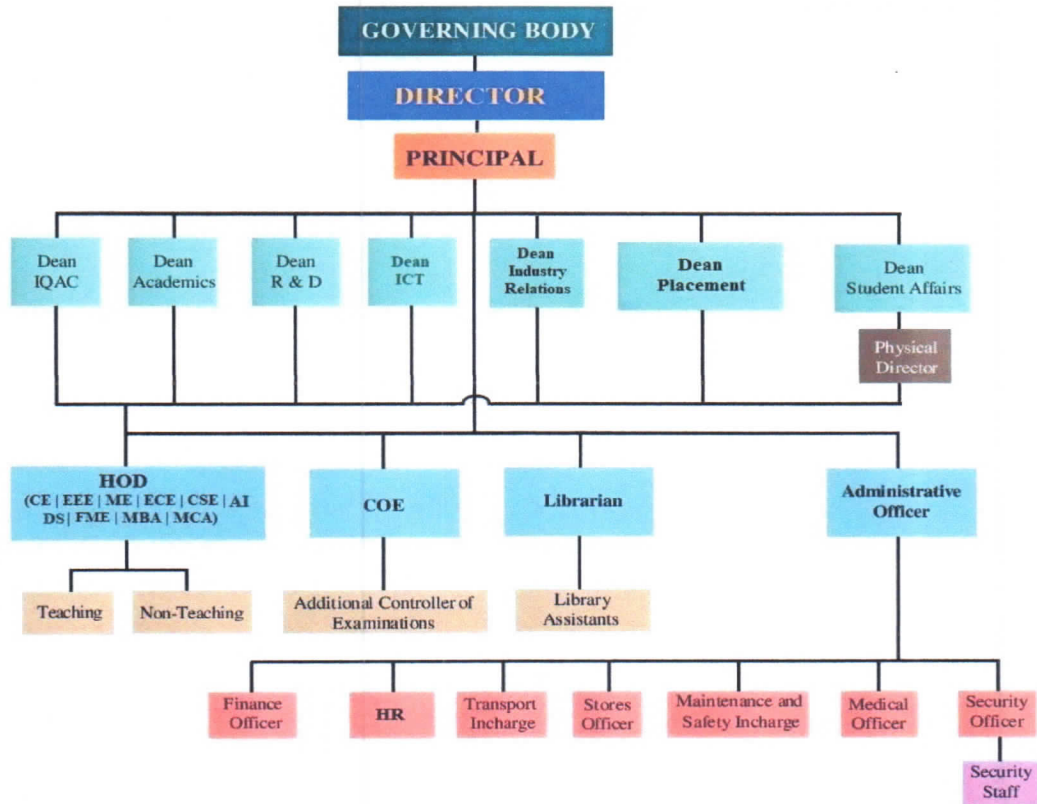 GOVERNING BODY
DIRECTOR
PRINCIPAL
Dean
IQAC
Dean
Academics
Dean
R & D
Dean
ICT
Dean
Industry
Relations
Dean
Placement
Dean
Student Affairs
Physical
Director
HOD
(CE | EEE | ME | ECE | CSE | AI
DS | FME | MBA | MCA)
COE
Librarian
Administrative
Officer
Teaching
Non-Teaching
Additional Controller of
Examinations
Library
Assistants
Finance
Officer
HR
Transport
Incharge
Stores
Officer
Maintenance and
Safety Incharge
Medical
Officer
Security
Officer
Security
Staff